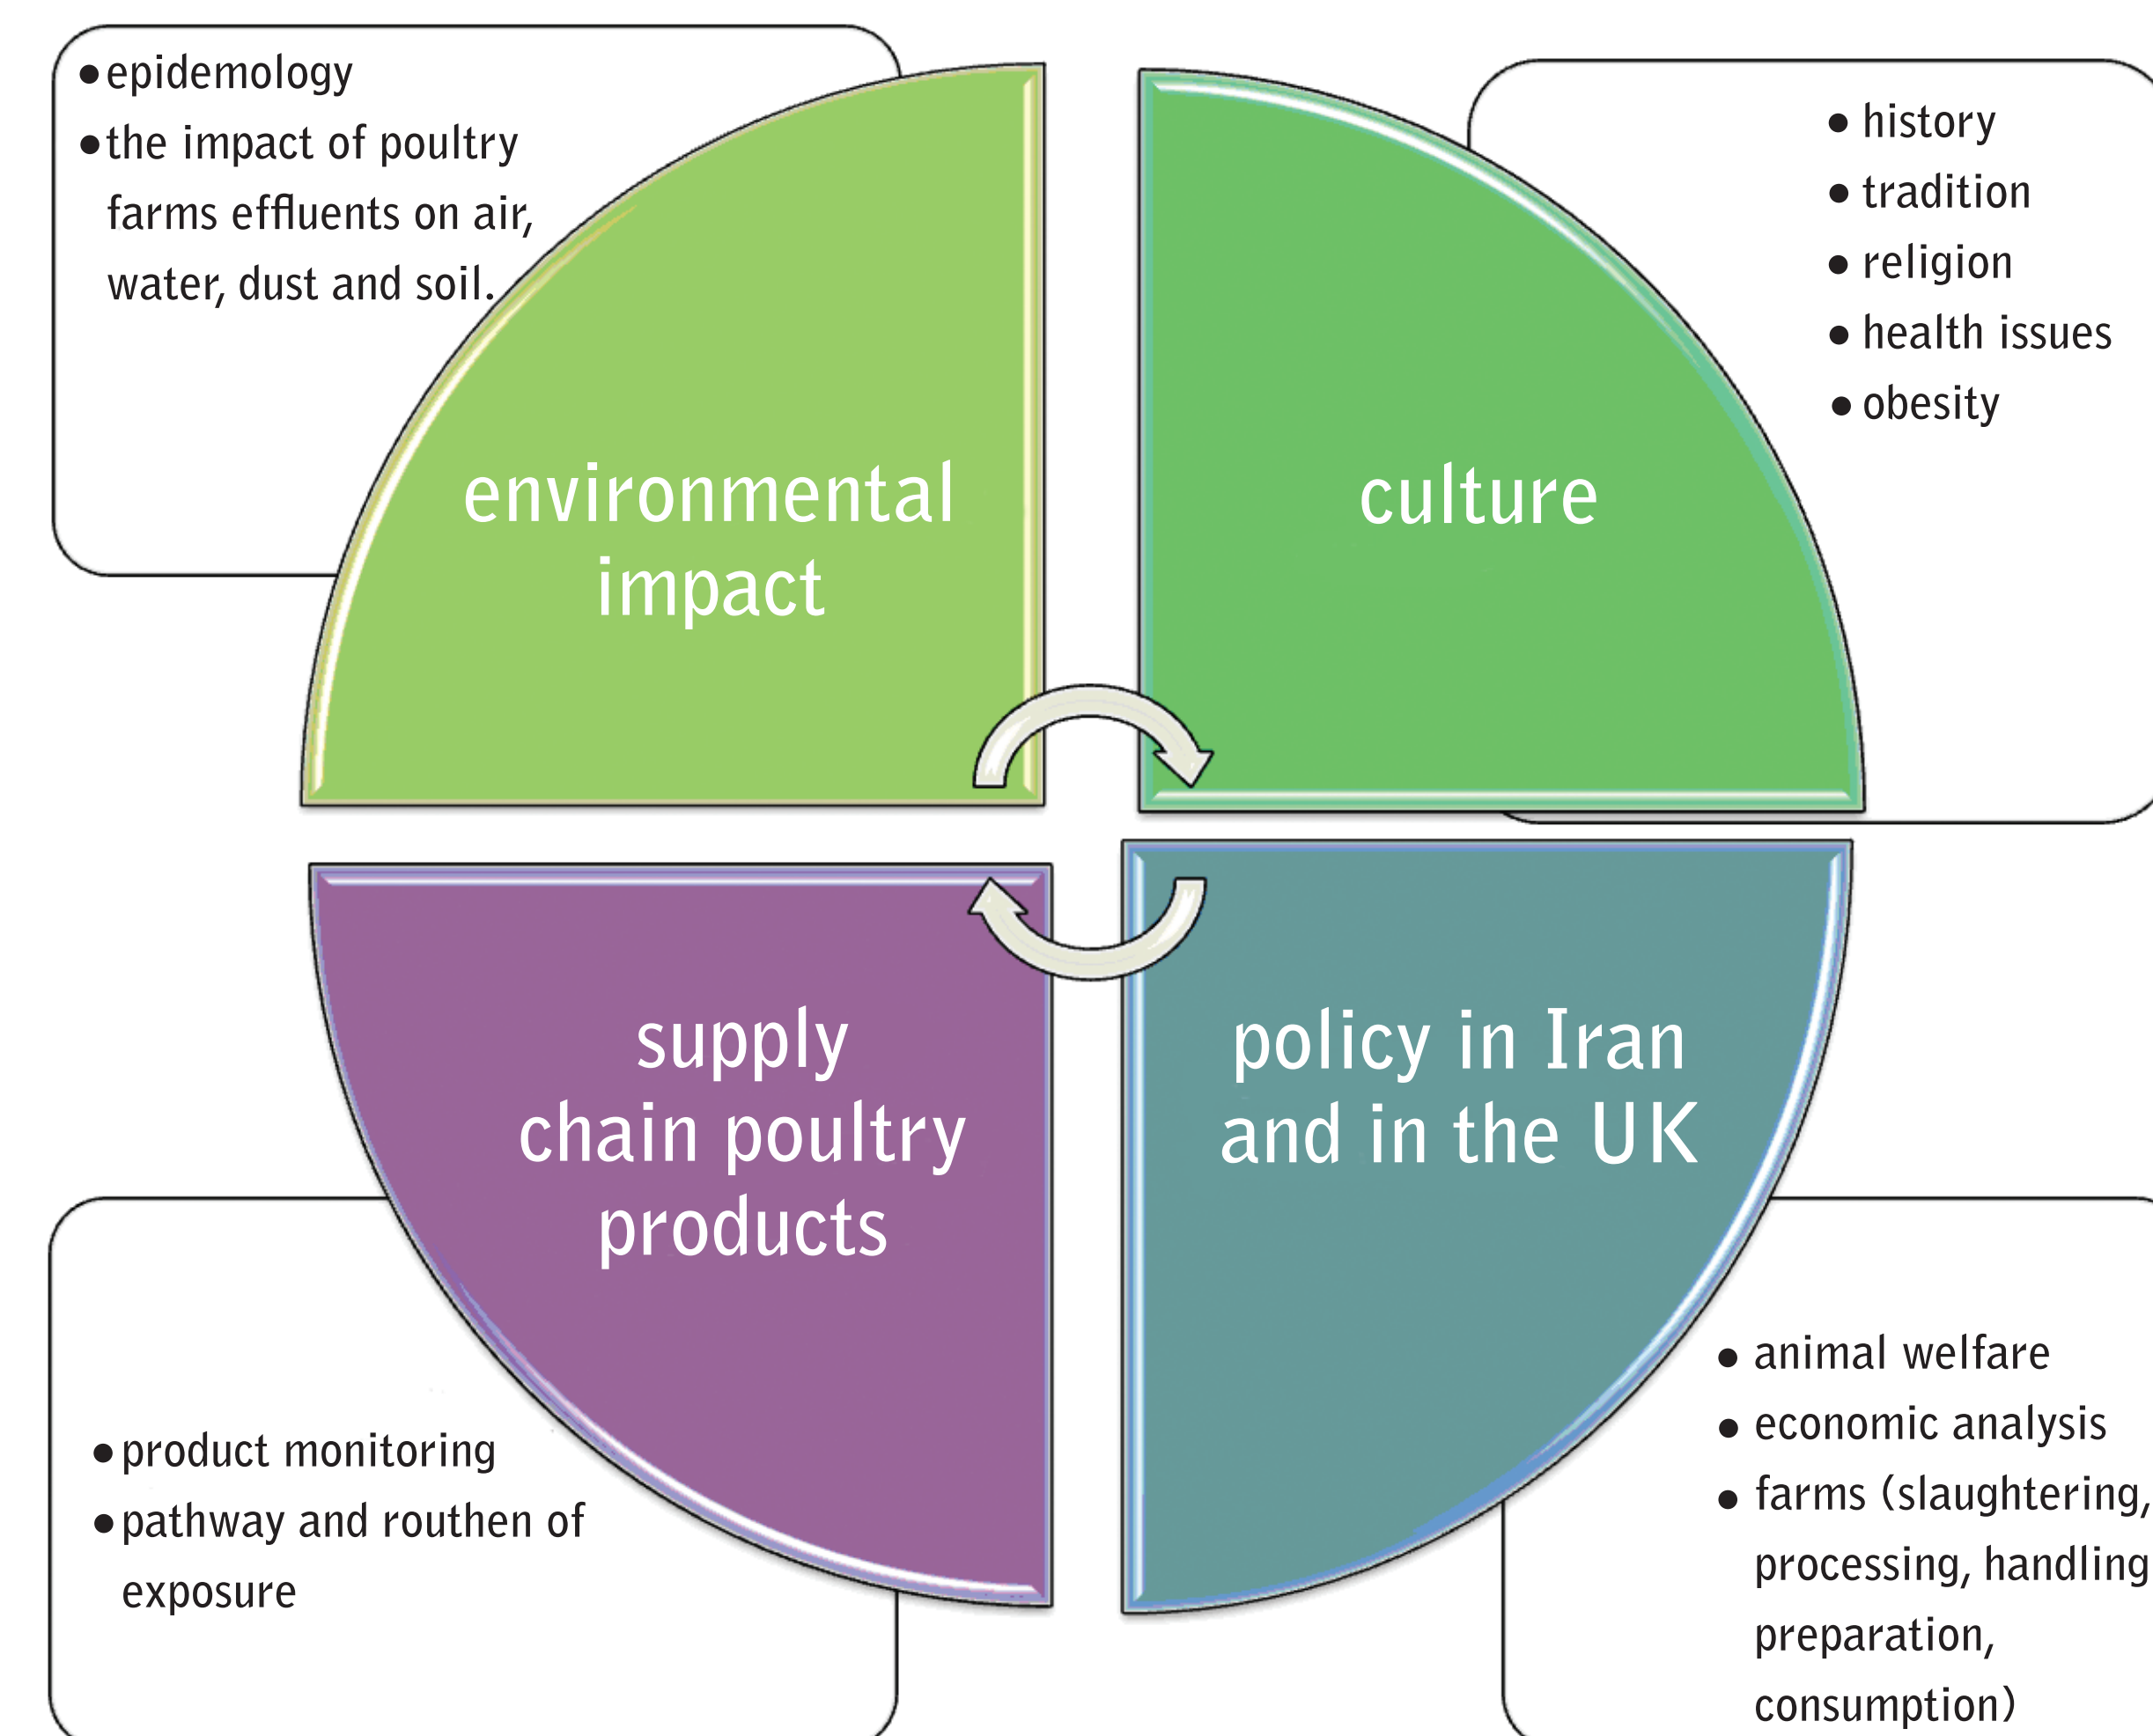 ● epidemology
● the impact of poultry
farms effluents on air,
water, dust and soil.
environmental
impact
● history
● tradition
● religion
● health issues
● obesity
culture
supply
chain poultry
products
● product monitoring
● pathway and routhen of
exposure
policy in Iran
and in the UK
● animal welfare
● economic analysis
● farms (slaughtering,
processing, handling
preparation,
consumption)